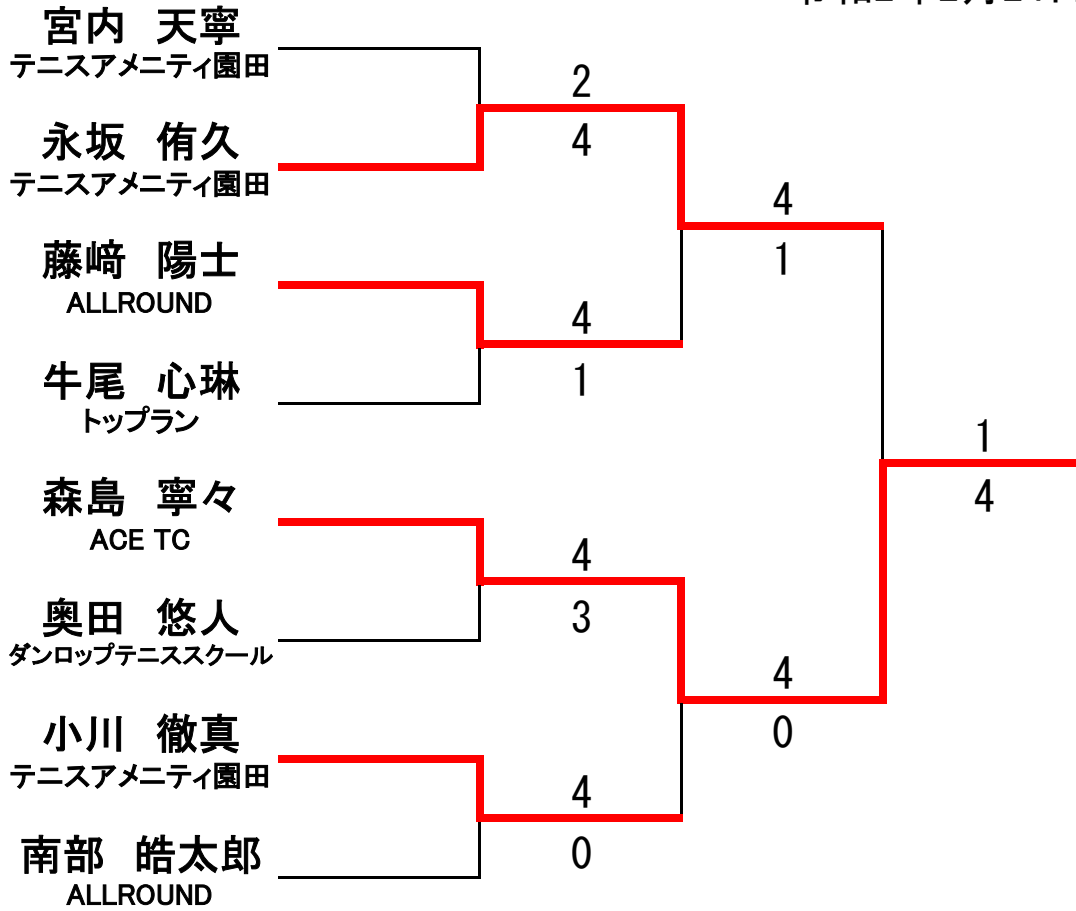 宮内　天寧
テニスアメニティ園田
2
4
永坂　侑久
テニスアメニティ園田
4
1
藤﨑　陽士
ALLROUND
4
1
牛尾　心琳
トップラン
1
4
森島　寧々
ACE TC
4
3
奥田　悠人
ダンロップテニススクール
4
0
小川　徹真
テニスアメニティ園田
4
0
南部　皓太郎
ALLROUND